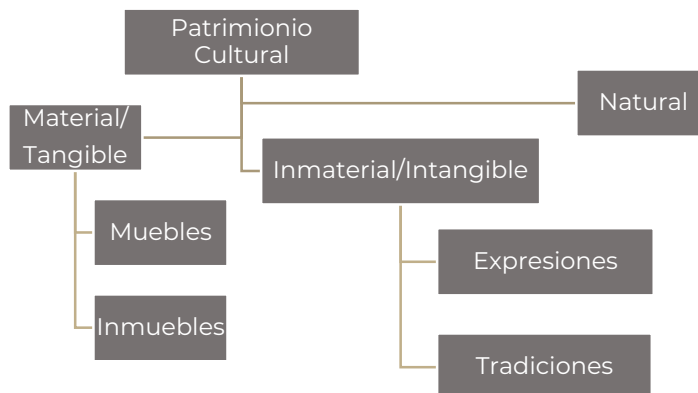 Patrimionio
Cultural
Natural
Material/
Tangible
Inmaterial/Intangible
Muebles
Expresiones
Inmuebles
Tradiciones